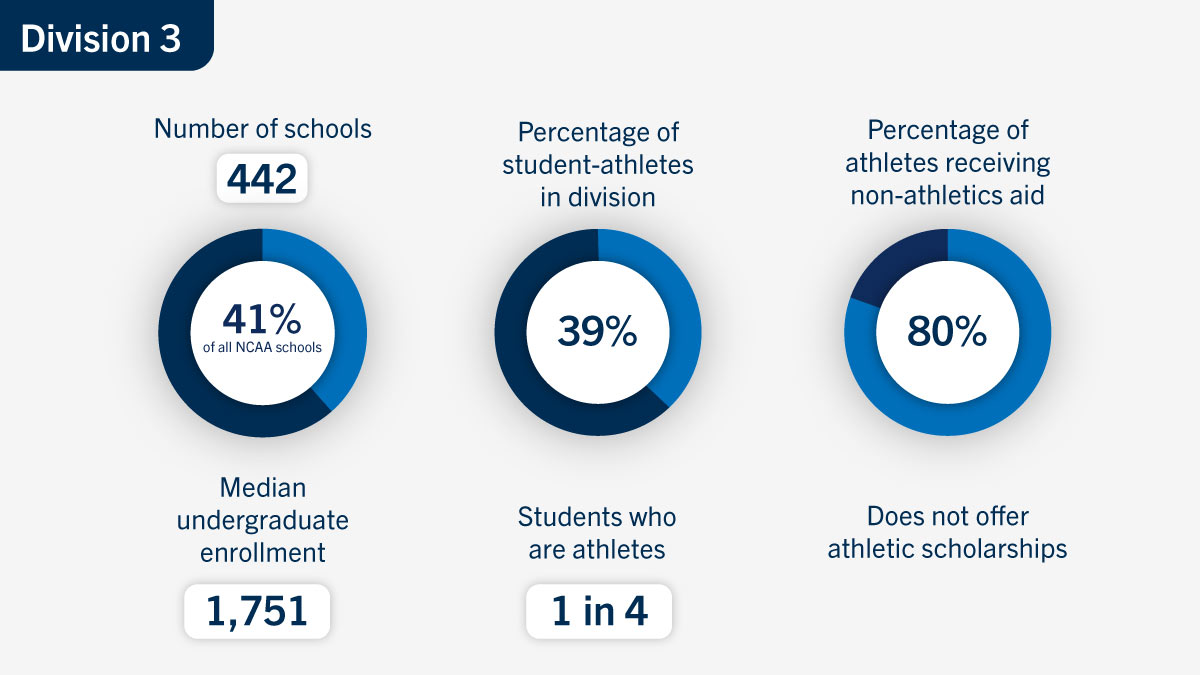 Division 3
Number of schools
442
41%
of all NCAA schools
Median
undergraduate
enrollment
1,751
Percentage of
student-athletes
in division
39%
Students who
are athletes
1 in 4
Percentage of
athletes receiving
non-athletics aid
80%
Does not offer
athletic scholarships